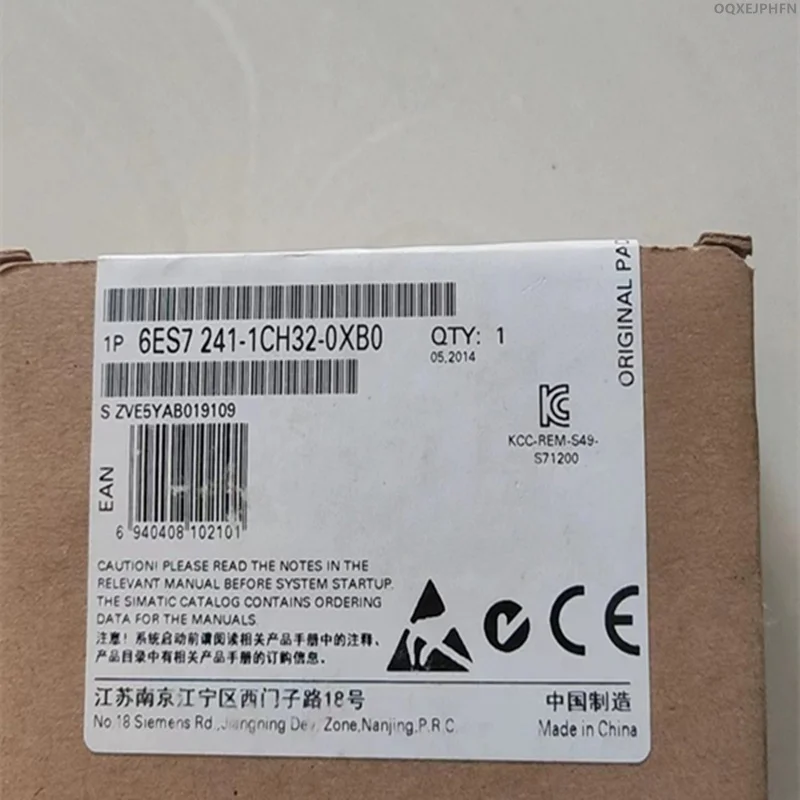 OQXEJPHFN
1P 6ES7 241-1CH32-0XB0
QTY: 1
05.2014
ORIGINAL PA
S ZVE5YAB019109
KCC-REM-S49-
S71200
EAN
6 940408 102101
CAUTION! PLEASE READ THE NOTES IN THE
RELEVANT MANUAL BEFORE SYSTEM STARTUP.
THE SIMATIC CATALOG CONTAINS ORDERING
DATA FOR THE MANUALS.
注意！系统启动前请阅读相关产品手册中的注释，
产品目录中有相关产品手册的订购信息。
CE
江苏南京江宁区西门子路18号
中国制造
No.18 Siemens Rd.,Jiangning Dev. Zone,Nanjing,P.R.C
Made in China